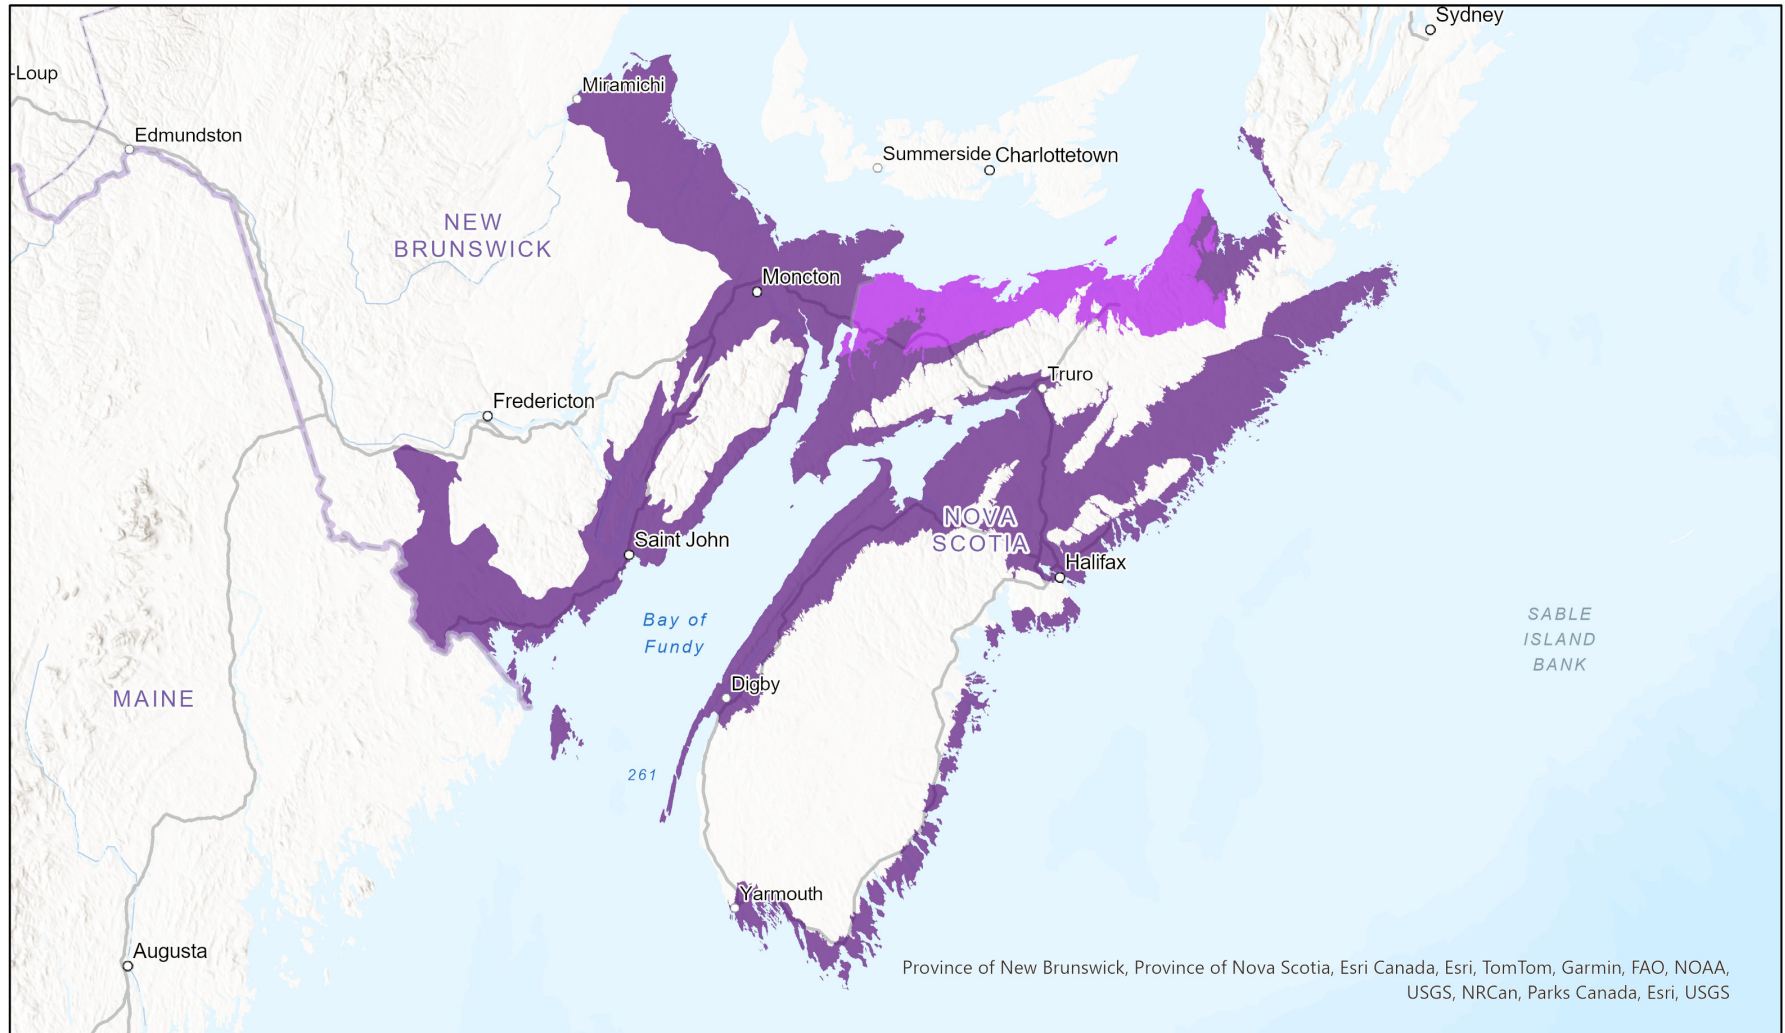 Sydney
-Loup
Miramichi
Edmundston
Summerside
Charlottetown
NEW
BRUNSWICK
Moncton
Truro
Fredericton
NOVA
SCOTIA
Saint John
Halifax
Bay of
Fundy
SABLE
ISLAND
BANK
MAINE
Digby
261
Yarmouth
Augusta
Province of New Brunswick, Province of Nova Scotia, Esri Canada, Esri, TomTom, Garmin, FAO, NOAA,
USGS, NRCan, Parks Canada, Esri, USGS